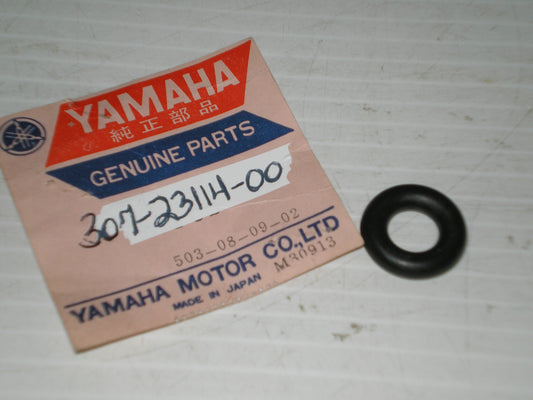 YAMAHA
純正部品
GENUINE PARTS
307-23114-00
503-08-09-02
M30913
YAMAHA MOTOR CO.,LTD
MADE IN JAPAN